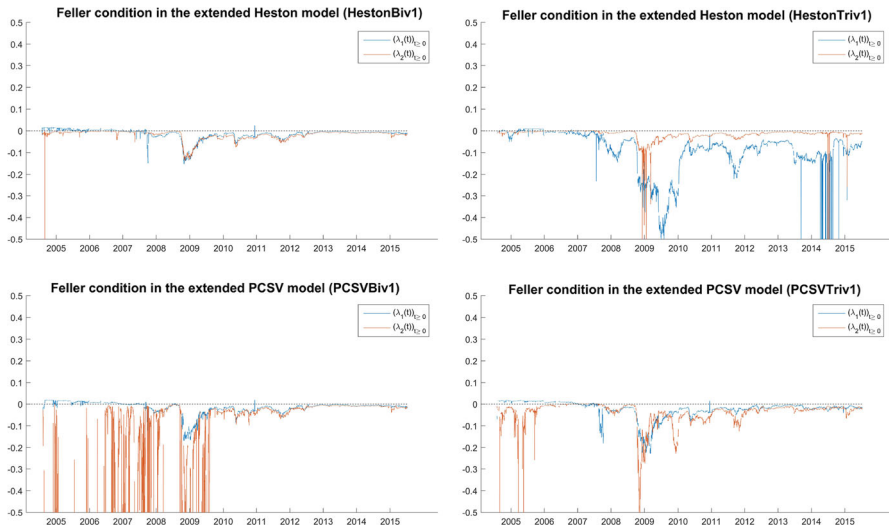 Feller condition in the extended Heston model (HestonBiv1)
0.5
0.4
0.3
0.2
0.1
0
-0.1
-0.2
-0.3
-0.4
-0.5
2005 2006 2007 2008 2009 2010 2011 2012 2013 2014 2015
(λ₁(t))ₜ≥ ₀
(λ₂(t))ₜ≥ ₀
Feller condition in the extended Heston model (HestonTriv1)
0.5
0.4
0.3
0.2
0.1
0
-0.1
-0.2
-0.3
-0.4
-0.5
2005 2006 2007 2008 2009 2010 2011 2012 2013 2014 2015
(λ₁(t))ₜ≥ ₀
(λ₂(t))ₜ≥ ₀
Feller condition in the extended PCSV model (PCSVBiv1)
0.5
0.4
0.3
0.2
0.1
0
-0.1
-0.2
-0.3
-0.4
-0.5
2005 2006 2007 2008 2009 2010 2011 2012 2013 2014 2015
(λ₁(t))ₜ≥ ₀
(λ₂(t))ₜ≥ ₀
Feller condition in the extended PCSV model (PCSVTriv1)
0.5
0.4
0.3
0.2
0.1
0
-0.1
-0.2
-0.3
-0.4
-0.5
2005 2006 2007 2008 2009 2010 2011 2012 2013 2014 2015
(λ₁(t))ₜ≥ ₀
(λ₂(t))ₜ≥ ₀